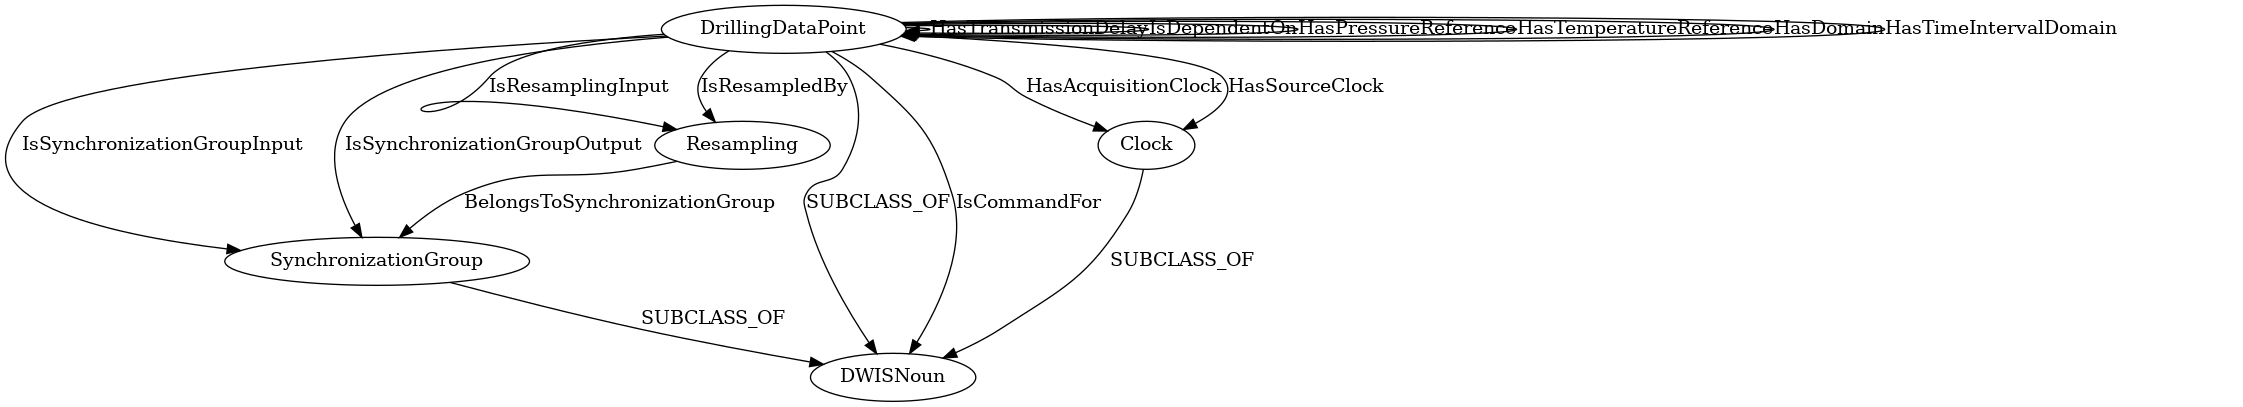 DrillingDataPoint
HasTransmissionDelay
IsDependentOn
HasPressureReference
HasTemperatureReference
HasDomain
HasTimeIntervalDomain
IsResamplingInput
IsResampledBy
HasAcquisitionClock
HasSourceClock
IsSynchronizationGroupInput
IsSynchronizationGroupOutput
Resampling
Clock
BelongsToSynchronizationGroup
SUBCLASS_OF
IsCommandFor
SynchronizationGroup
SUBCLASS_OF
SUBCLASS_OF
DWISNoun